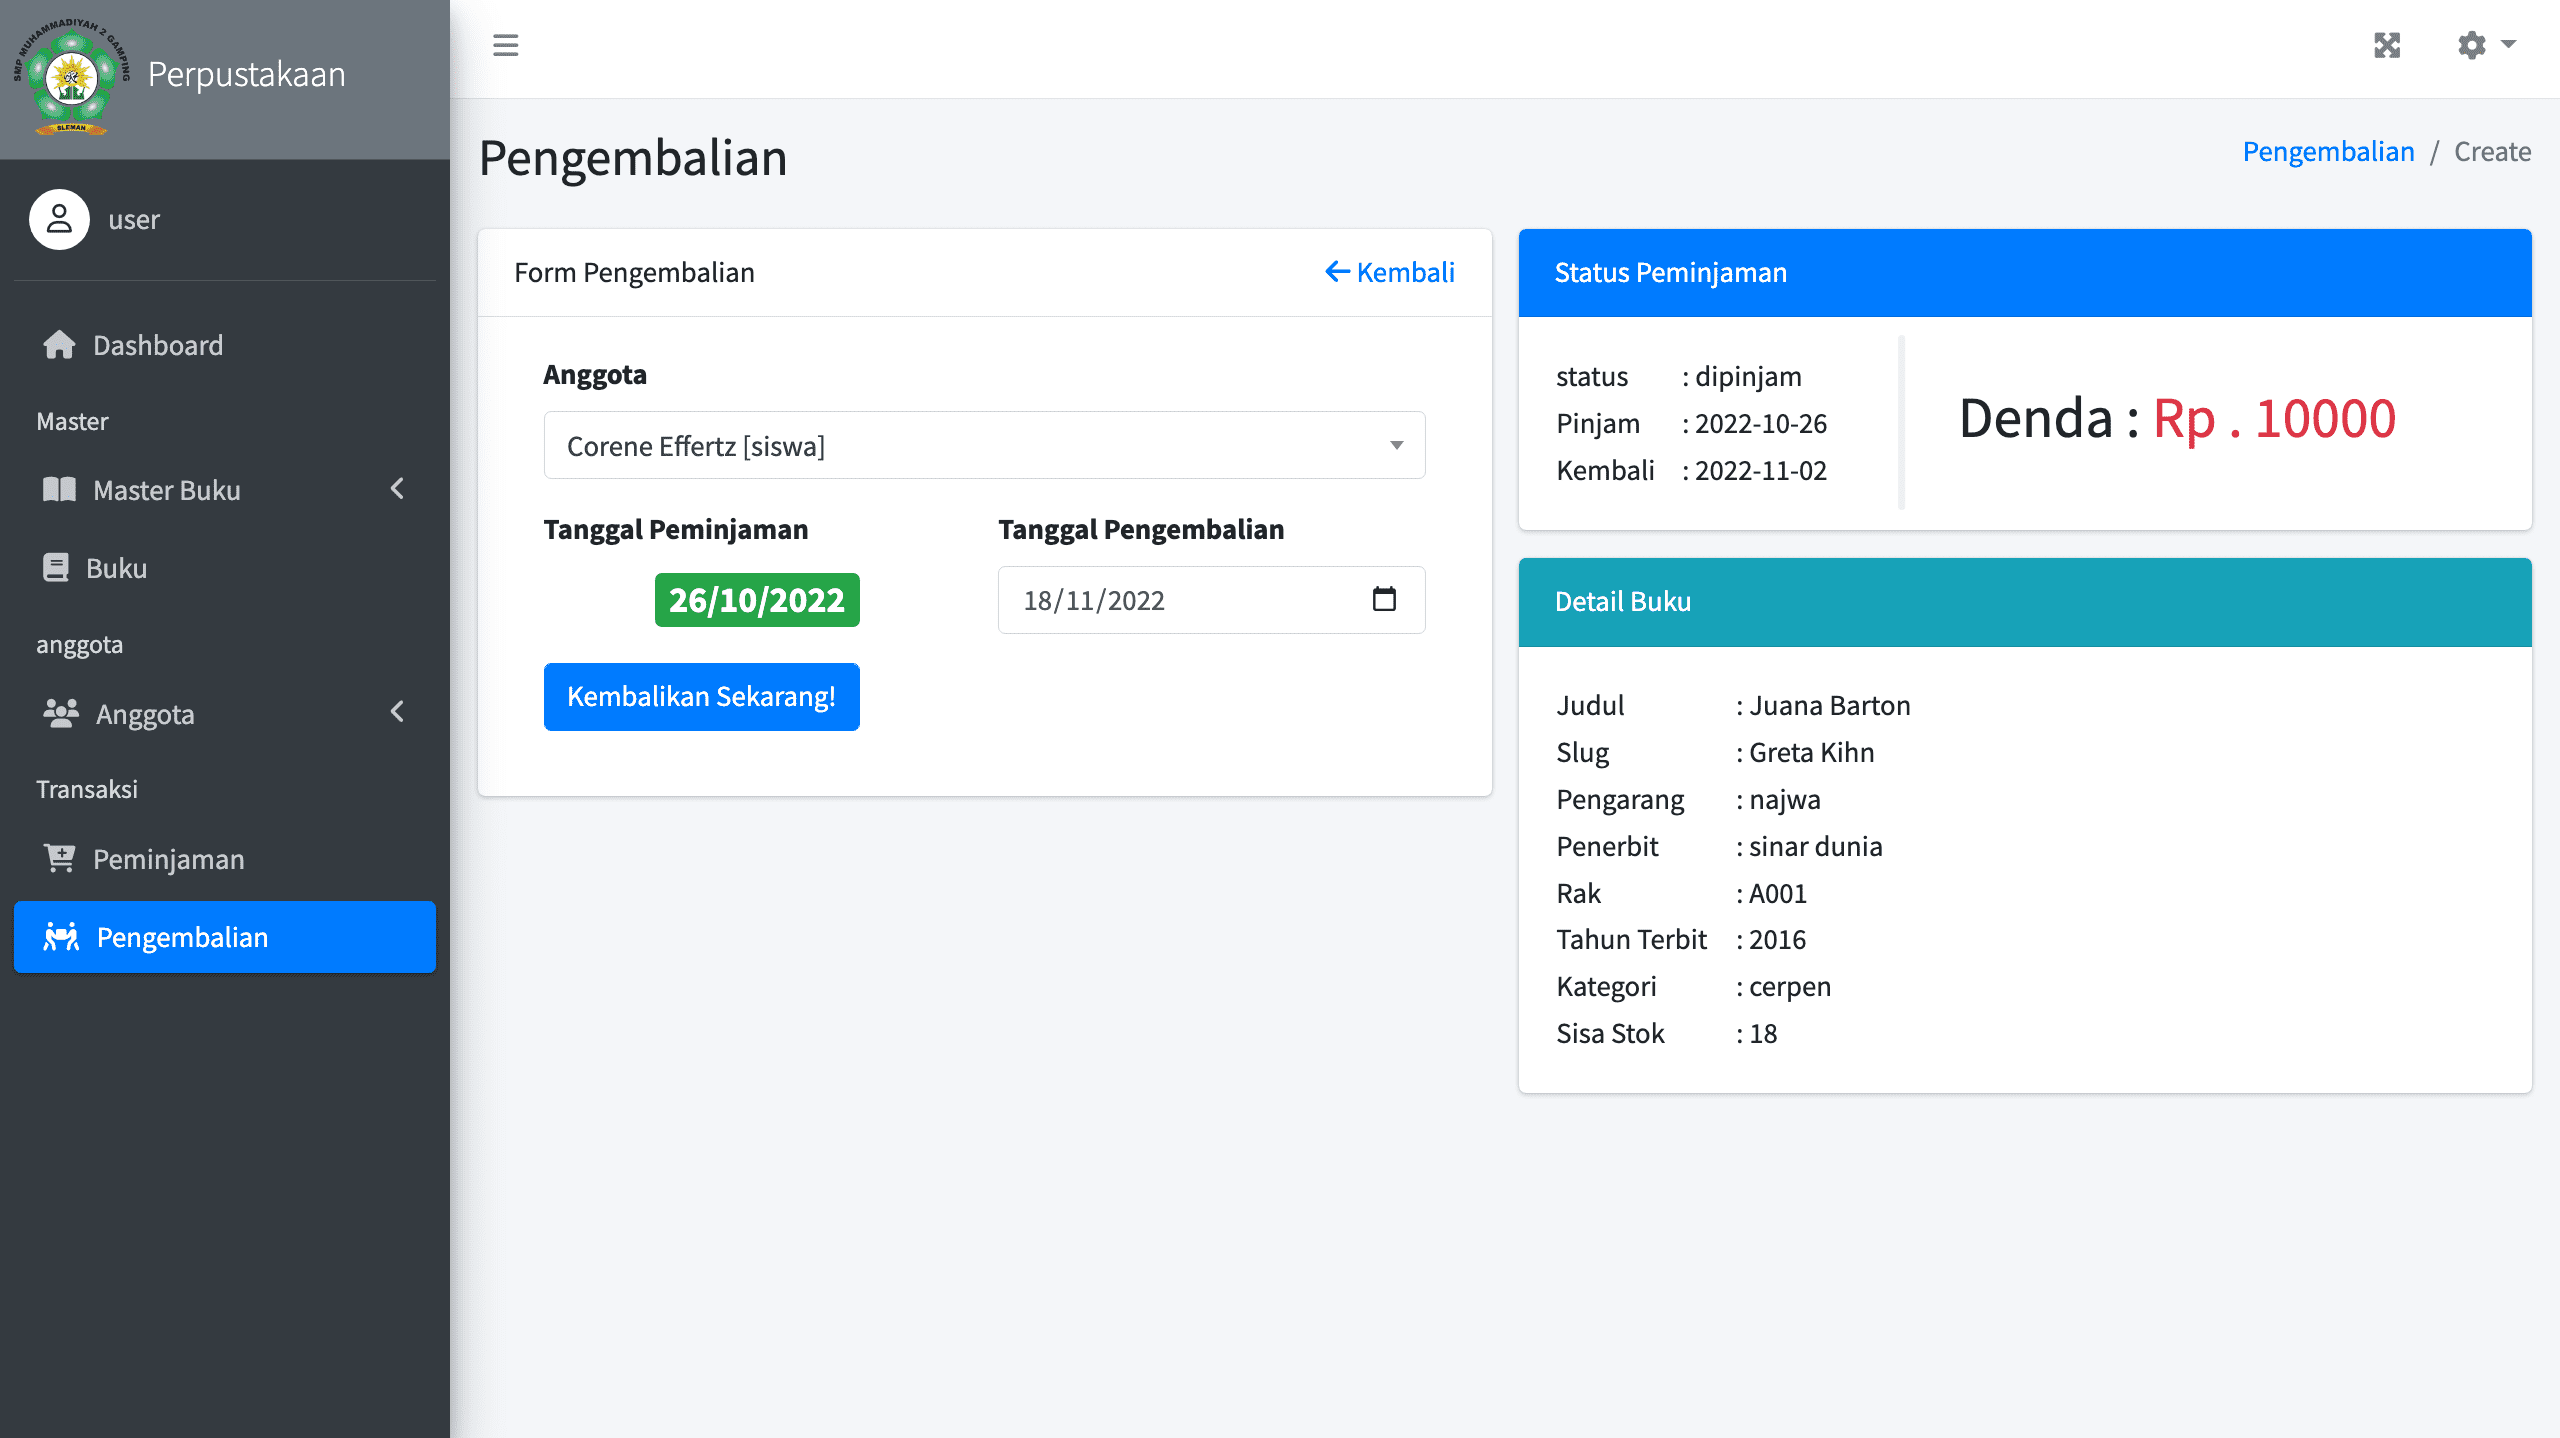 SMP MUHAMMADIYAH 2 GAMPING
SLEMAN
Perpustakaan
user
Dashboard
Master
Master Buku
Buku
anggota
Anggota
Transaksi
Peminjaman
Pengembalian
Pengembalian
Pengembalian / Create
Form Pengembalian
Kembali
Anggota
Corene Effertz [siswa]
Tanggal Peminjaman
26/10/2022
Tanggal Pengembalian
18/11/2022
Kembalikan Sekarang!
Status Peminjaman
status : dipinjam
Pinjam : 2022-10-26
Kembali : 2022-11-02
Denda : Rp . 10000
Detail Buku
Judul : Juana Barton
Slug : Greta Kihn
Pengarang : najwa
Penerbit : sinar dunia
Rak : A001
Tahun Terbit : 2016
Kategori : cerpen
Sisa Stok : 18